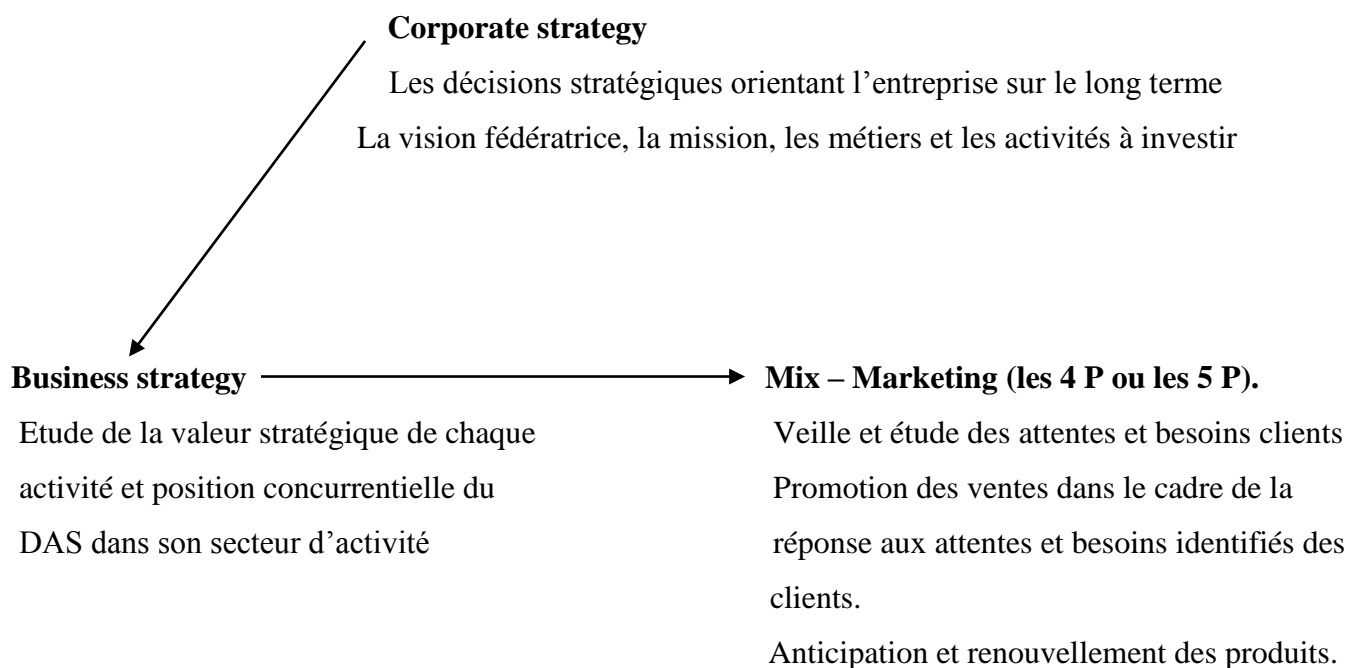 Corporate strategy
Les décisions stratégiques orientant l’entreprise sur le long terme
La vision fédératrice, la mission, les métiers et les activités à investir
Business strategy
Etude de la valeur stratégique de chaque
activité et position concurrentielle du
DAS dans son secteur d’activité
Mix – Marketing (les 4 P ou les 5 P).
Veille et étude des attentes et besoins clients
Promotion des ventes dans le cadre de la
réponse aux attentes et besoins identifiés des
clients.
Anticipation et renouvellement des produits.